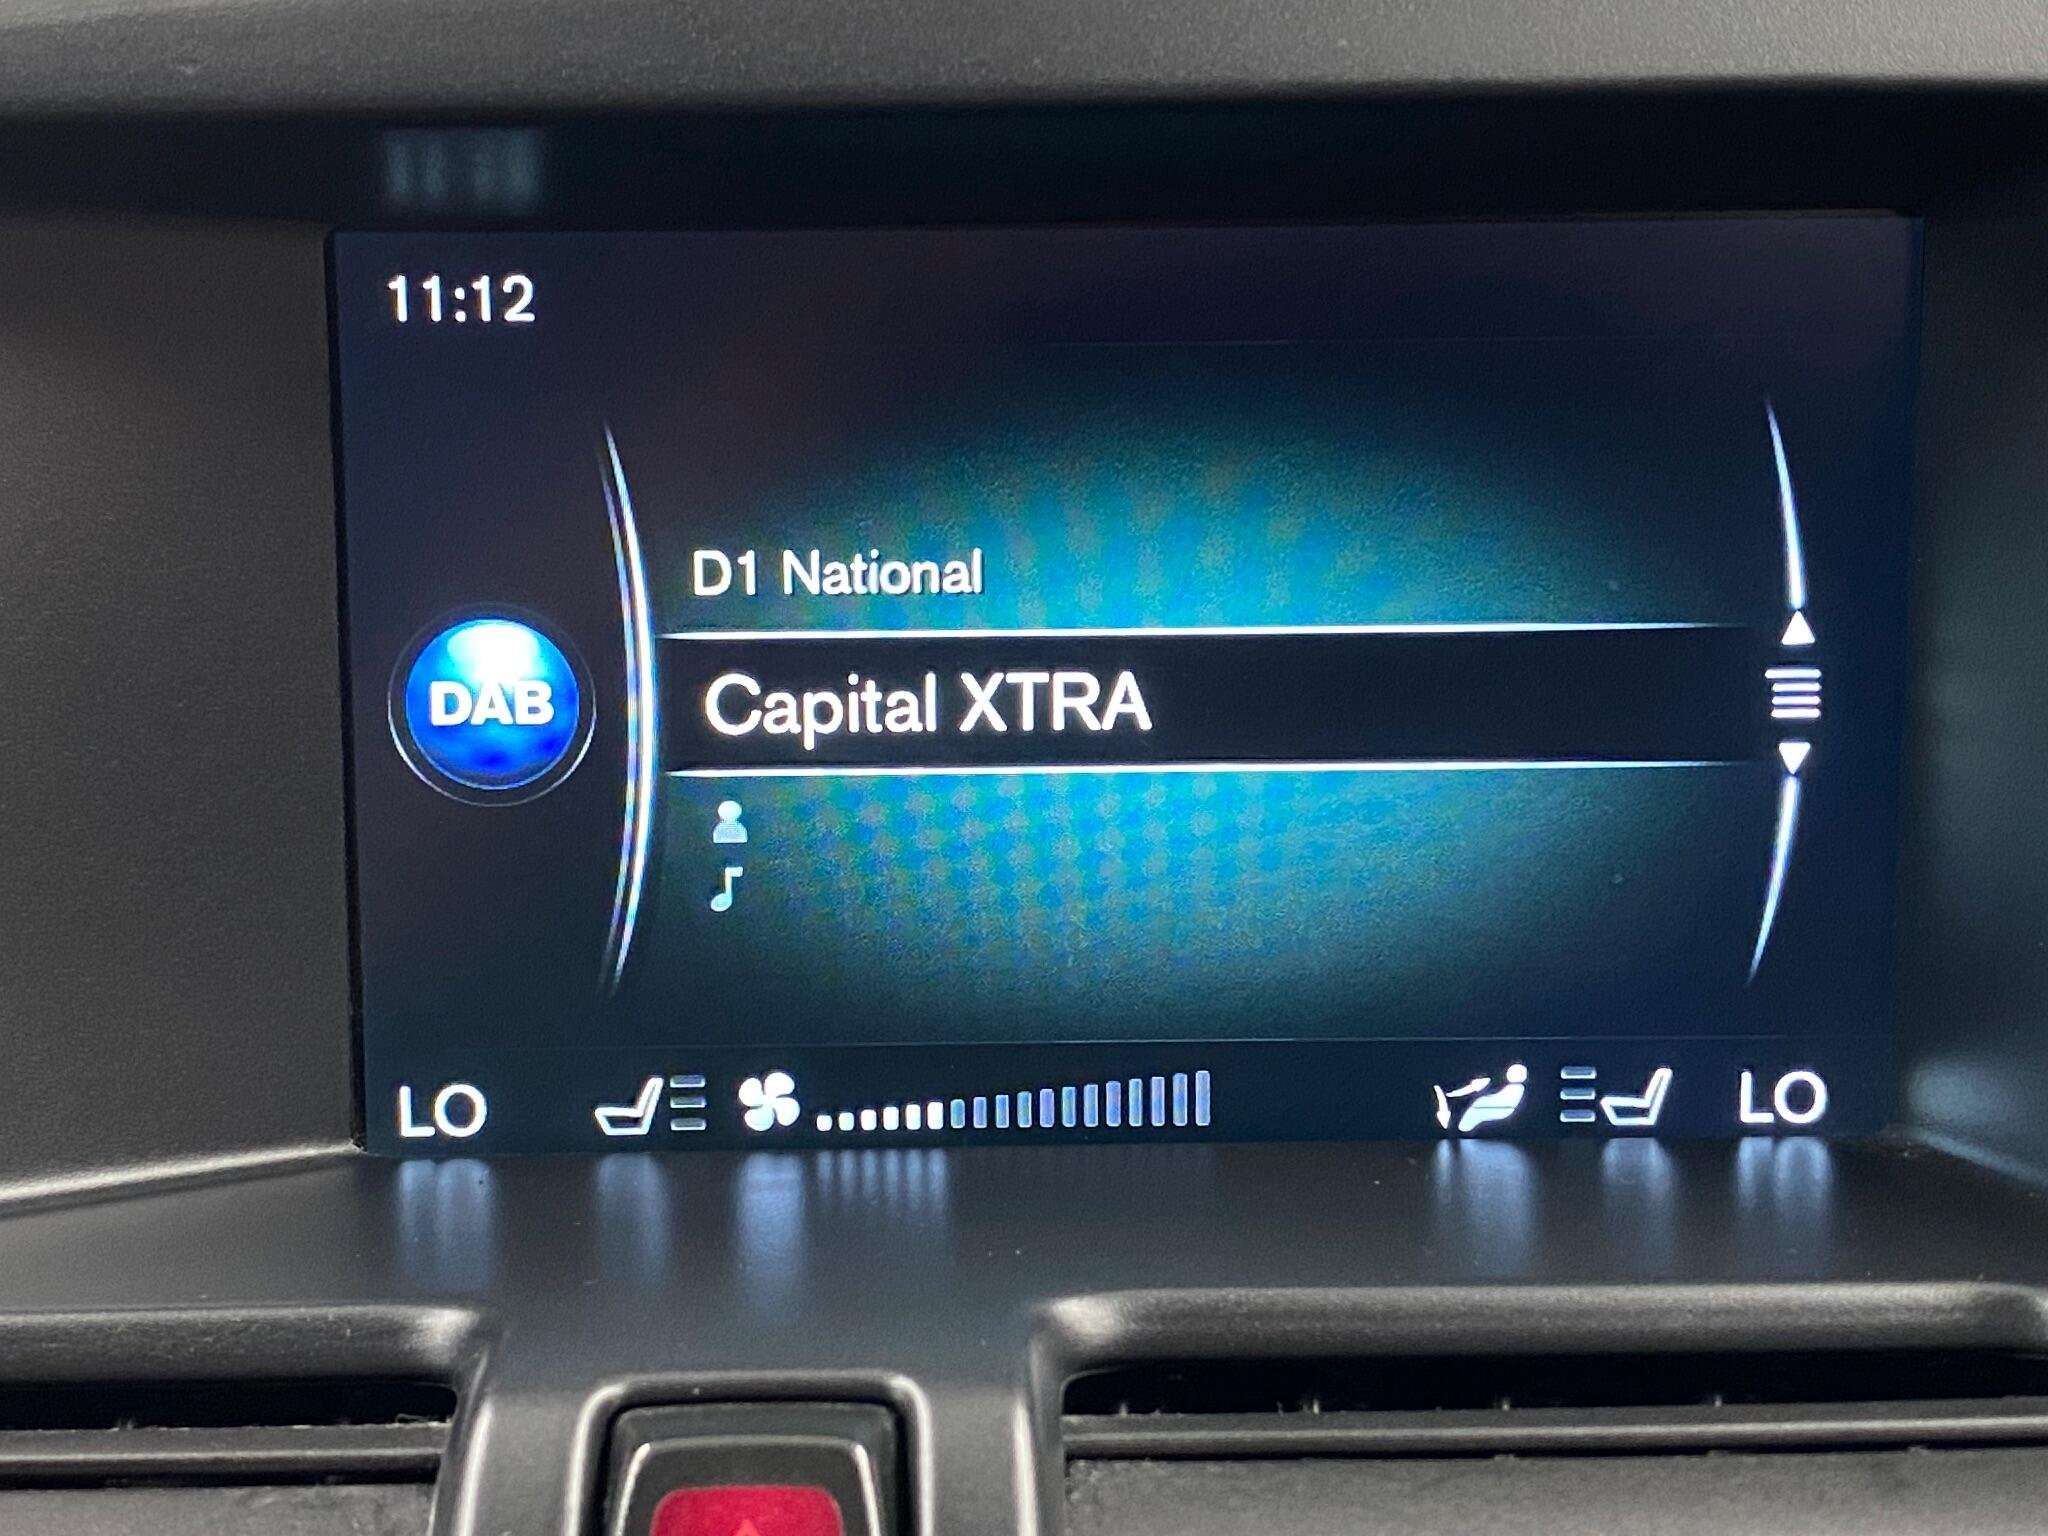 11:12
D1 National
DAB
Capital XTRA
LO
LO